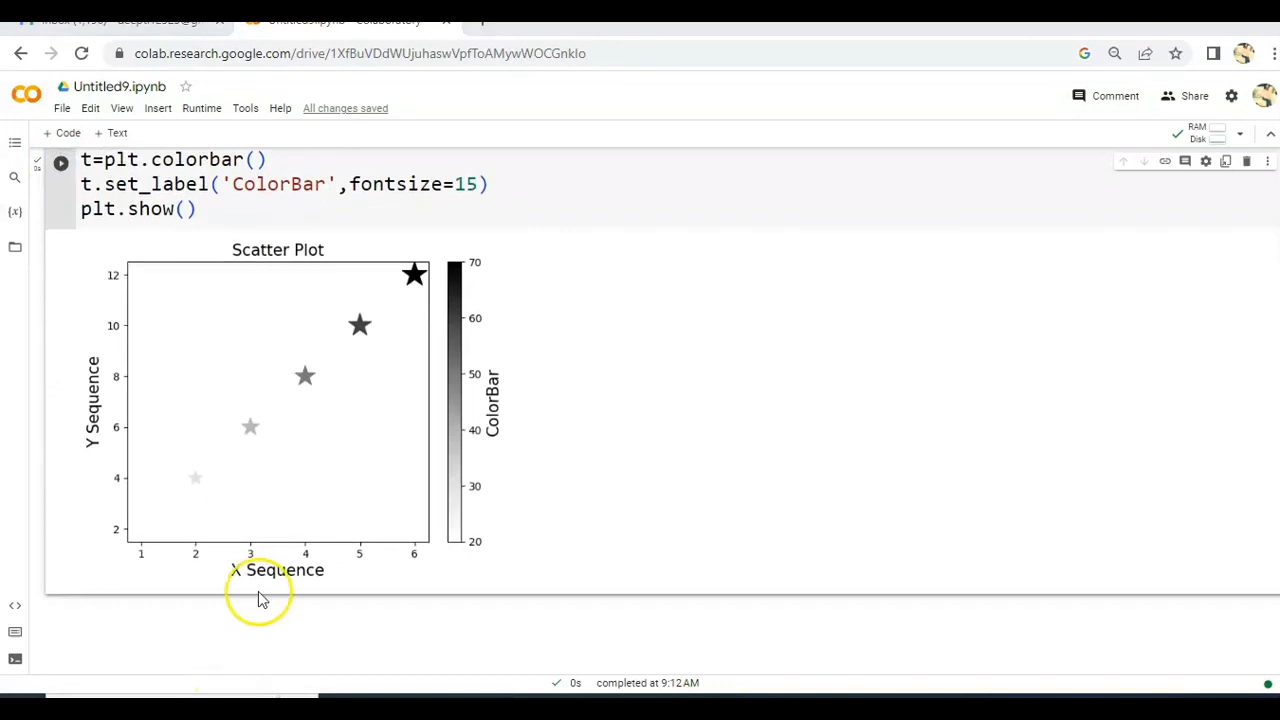 colab.research.google.com/drive/1XfBuVDdWUjuhaswVpfToAMywWOCGnkIo
Untitled9.ipynb
File Edit View Insert Runtime Tools Help All changes saved
Comment Share
+ Code + Text
RAM
Disk
t=plt.colorbar()
t.set_label('ColorBar',fontsize=15)
plt.show()
0s
{x}
Scatter Plot
12
10
8
6
4
2
Y Sequence
1 2 3 4 5 6
X Sequence
70
60
50
40
30
20
ColorBar
0s completed at 9:12 AM